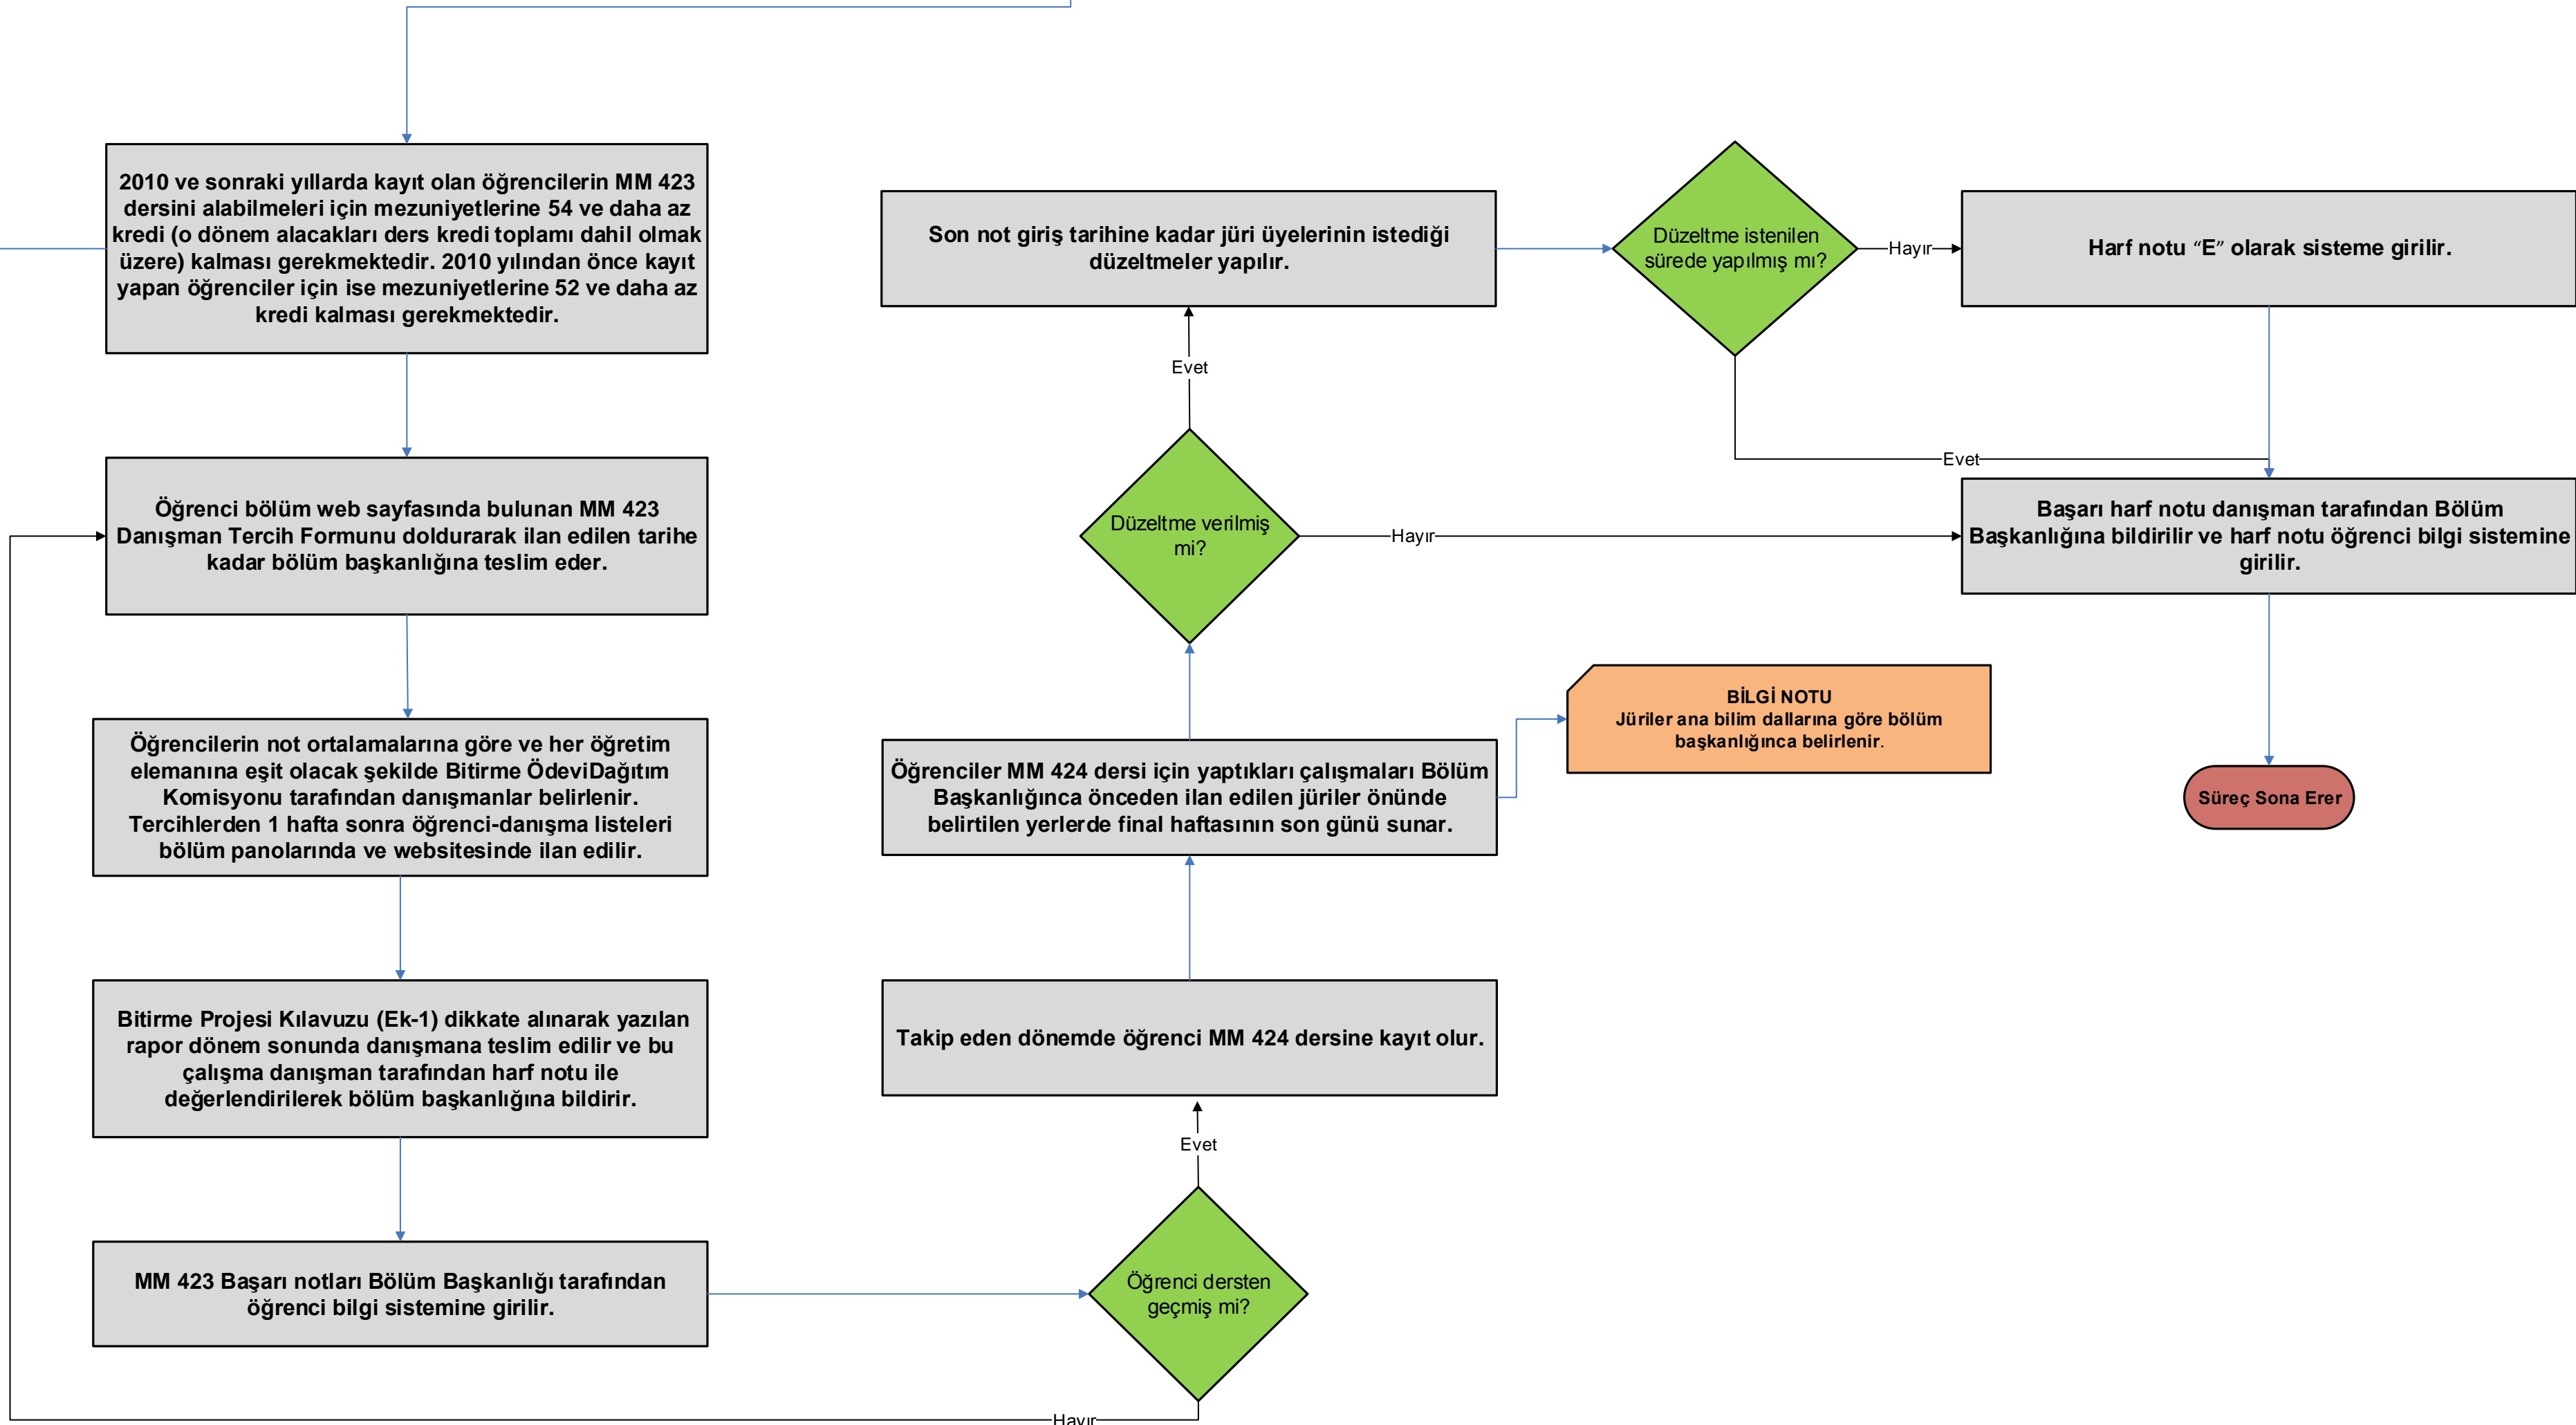 2010 ve sonraki yıllarda kayıt olan öğrencilerin MM 423
dersini alabilmeleri için mezuniyetlerine 54 ve daha az
kredi (o dönem alacakları ders kredi toplamı dahil olmak
üzere) kalması gerekmektedir. 2010 yılından önce kayıt
yapan öğrenciler için ise mezuniyetlerine 52 ve daha az
kredi kalması gerekmektedir.
Öğrenci bölüm web sayfasında bulunan MM 423
Danışman Tercih Formunu doldurarak ilan edilen tarihe
kadar bölüm başkanlığına teslim eder.
Öğrencilerin not ortalamalarına göre ve her öğretim
elemanına eşit olacak şekilde Bitirme ÖdeviDağıtım
Komisyonu tarafından danışmanlar belirlenir.
Tercihlerden 1 hafta sonra öğrenci-danışma listeleri
bölüm panolarında ve websitesinde ilan edilir.
Bitirme Projesi Kılavuzu (Ek-1) dikkate alınarak yazılan
rapor dönem sonunda danışmana teslim edilir ve bu
çalışma danışman tarafından harf notu ile
değerlendirilerek bölüm başkanlığına bildirir.
MM 423 Başarı notları Bölüm Başkanlığı tarafından
öğrenci bilgi sistemine girilir.
Öğrenci dersten
geçmiş mi?
Hayır
Evet
Takip eden dönemde öğrenci MM 424 dersine kayıt olur.
Öğrenciler MM 424 dersi için yaptıkları çalışmaları Bölüm
Başkanlığınca önceden ilan edilen jüriler önünde
belirtilen yerlerde final haftasının son günü sunar.
BİLGİ NOTU
Jüriler ana bilim dallarına göre bölüm
başkanlığınca belirlenir.
Düzeltme verilmiş
mi?
Hayır
Evet
Son not giriş tarihine kadar jüri üyelerinin istediği
düzeltmeler yapılır.
Düzeltme istenilen
sürede yapılmış mı?
Hayır
Evet
Harf notu “E” olarak sisteme girilir.
Başarı harf notu danışman tarafından Bölüm
Başkanlığına bildirilir ve harf notu öğrenci bilgi sistemine
girilir.
Süreç Sona Erer